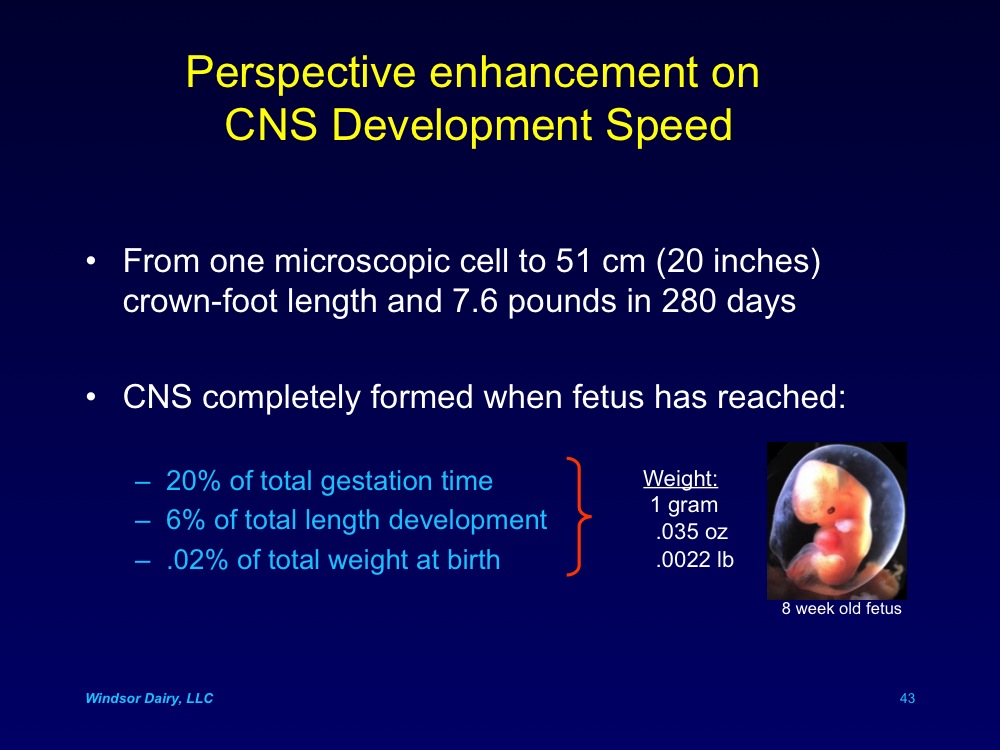 Perspective enhancement on
CNS Development Speed
• From one microscopic cell to 51 cm (20 inches)
crown-foot length and 7.6 pounds in 280 days
• CNS completely formed when fetus has reached:
– 20% of total gestation time
– 6% of total length development
– .02% of total weight at birth
Weight:
1 gram
.035 oz
.0022 lb
8 week old fetus
Windsor Dairy, LLC
43